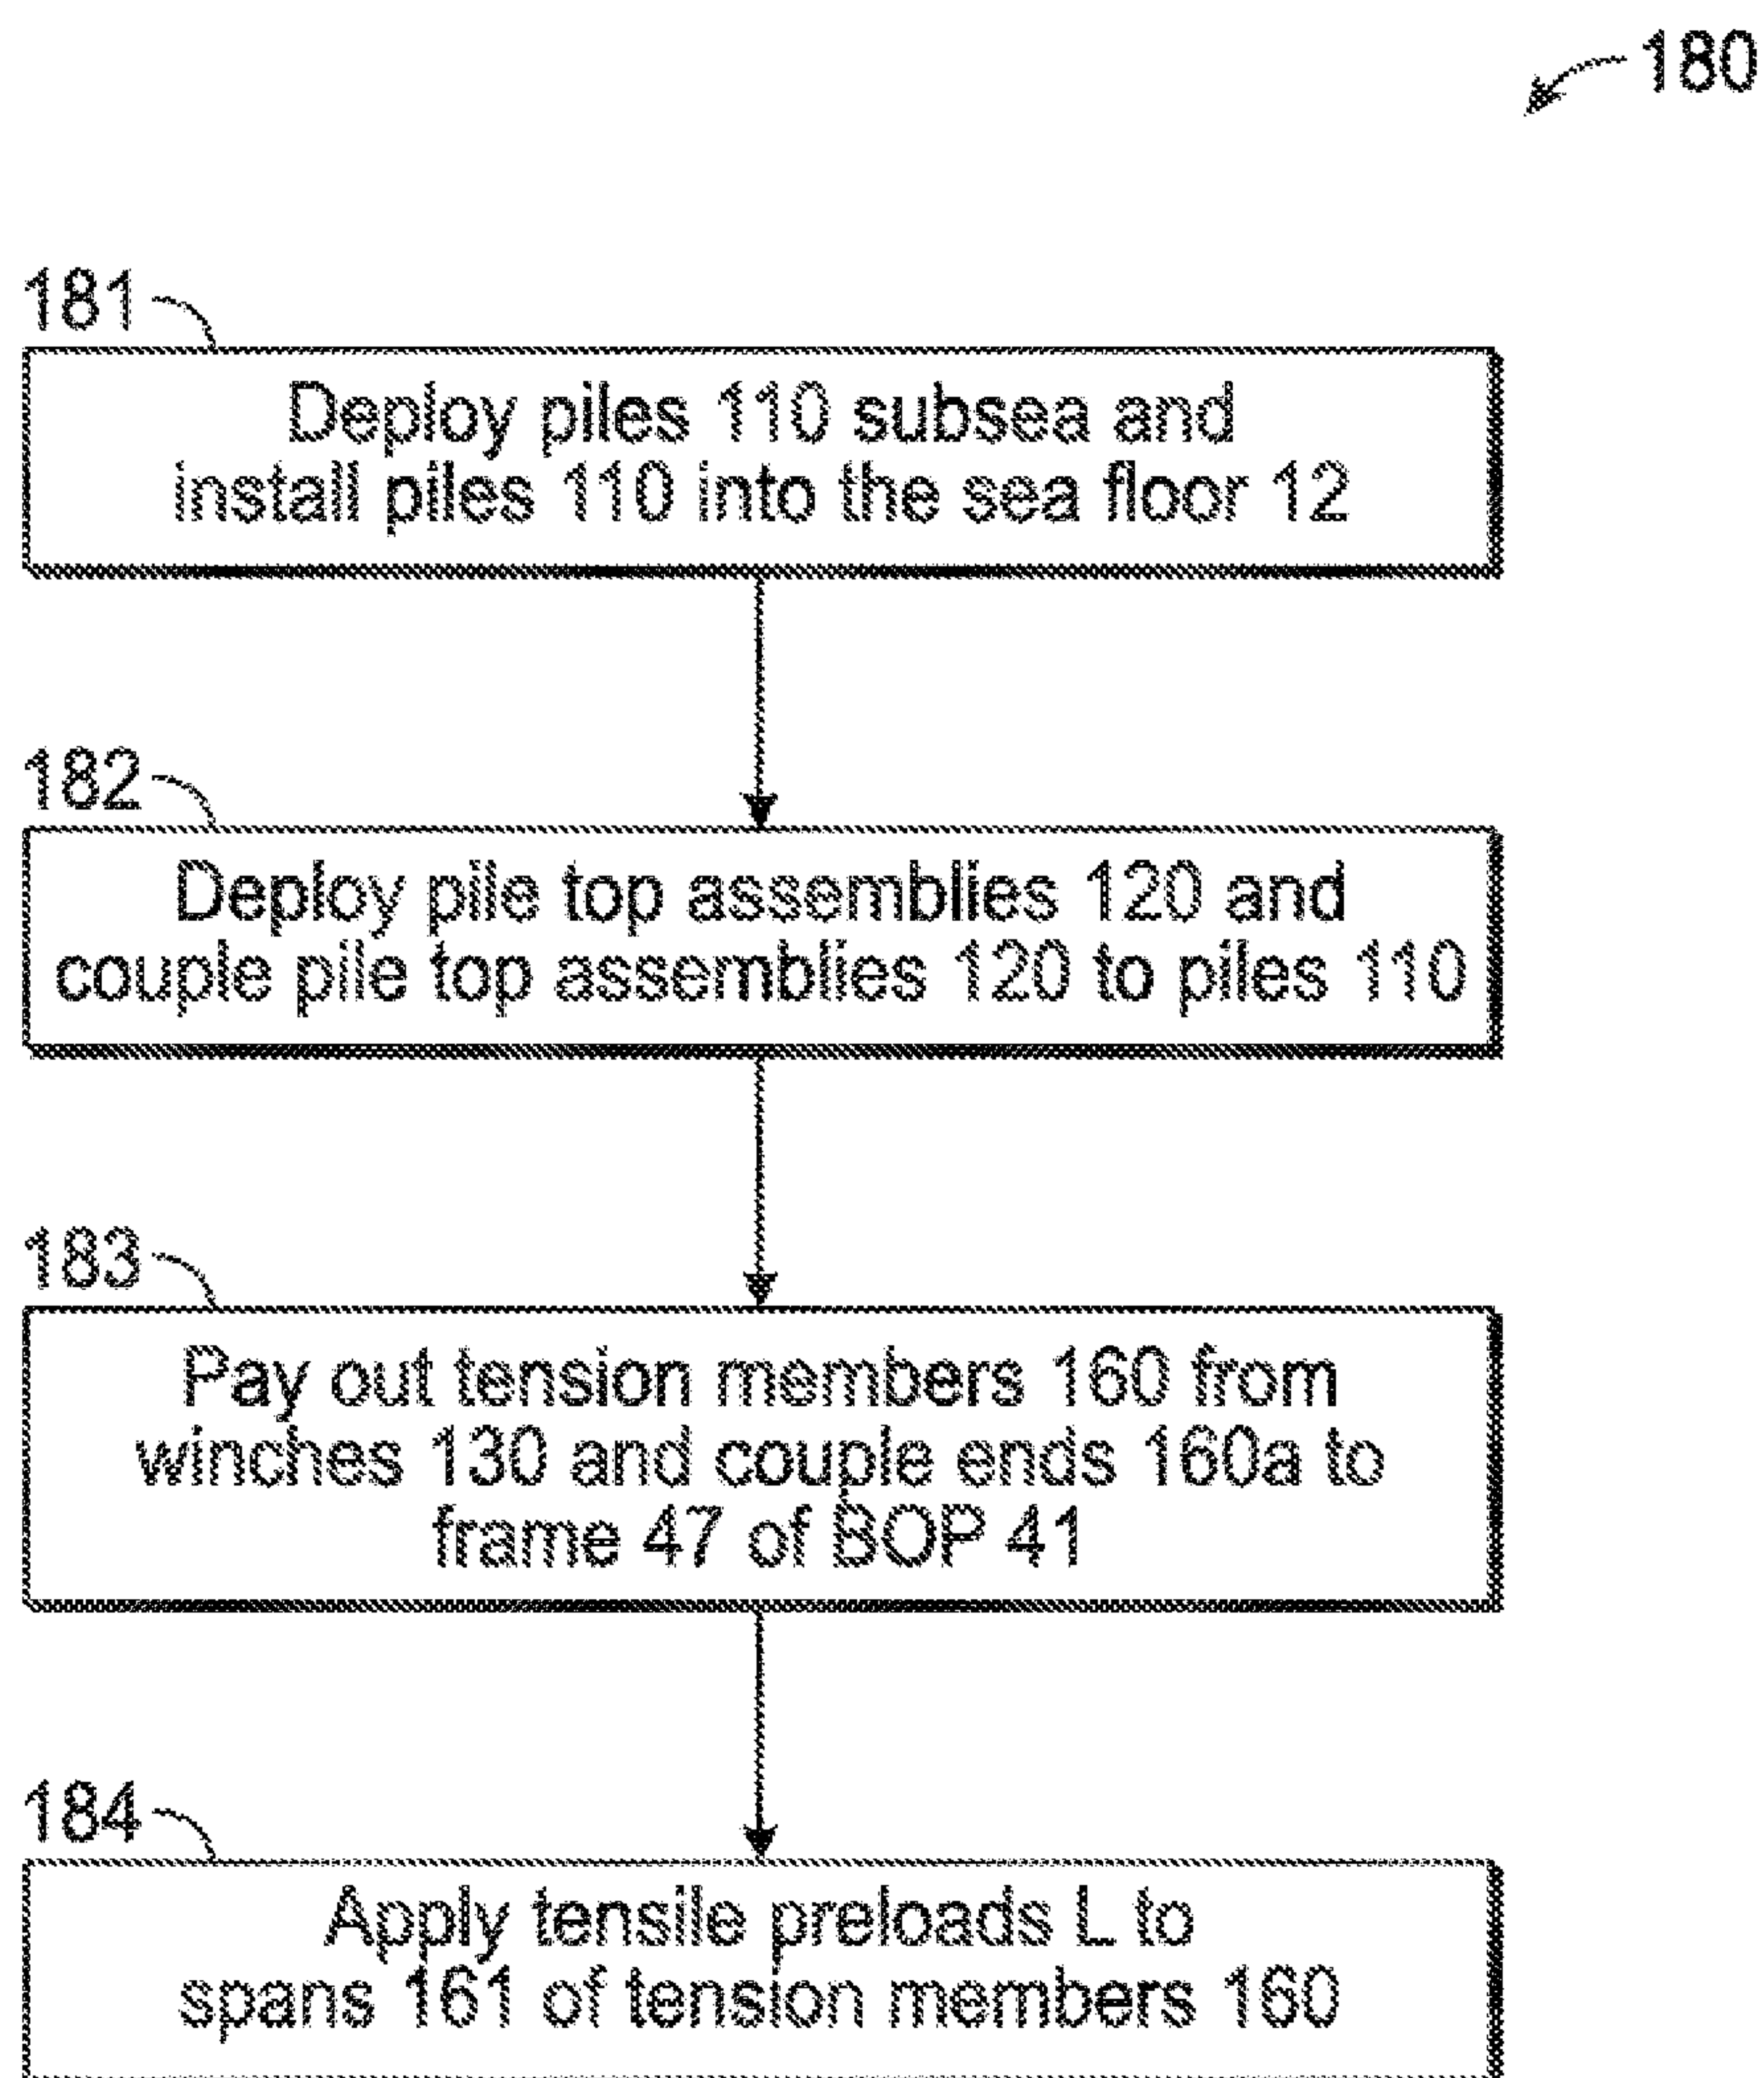 180
181
Deploy piles 110 subsea and
install piles 110 into the sea floor 12
182
Deploy pile top assemblies 120 and
couple pile top assemblies 120 to piles 110
183
Pay out tension members 160 from
winches 130 and couple ends 160a to
frame 47 of BOP 41
184
Apply tensile preloads L to
spans 161 of tension members 160